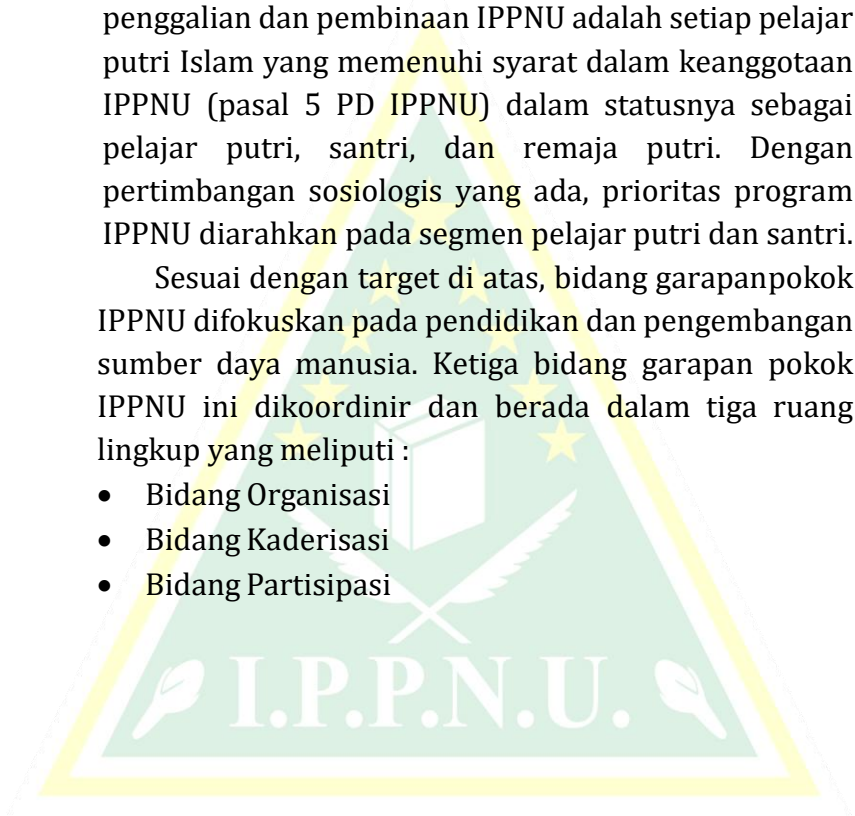 penggalian dan pembinaan IPPNU adalah setiap pelajar
putri Islam yang memenuhi syarat dalam keanggotaan
IPPNU (pasal 5 PD IPPNU) dalam statusnya sebagai
pelajar putri, santri, dan remaja putri. Dengan
pertimbangan sosiologis yang ada, prioritas program
IPPNU diarahkan pada segmen pelajar putri dan santri.
Sesuai dengan target di atas, bidang garapanpokok
IPPNU difokuskan pada pendidikan dan pengembangan
sumber daya manusia. Ketiga bidang garapan pokok
IPPNU ini dikoordinir dan berada dalam tiga ruang
lingkup yang meliputi :
• Bidang Organisasi
• Bidang Kaderisasi
• Bidang Partisipasi
I.P.P.N.U.